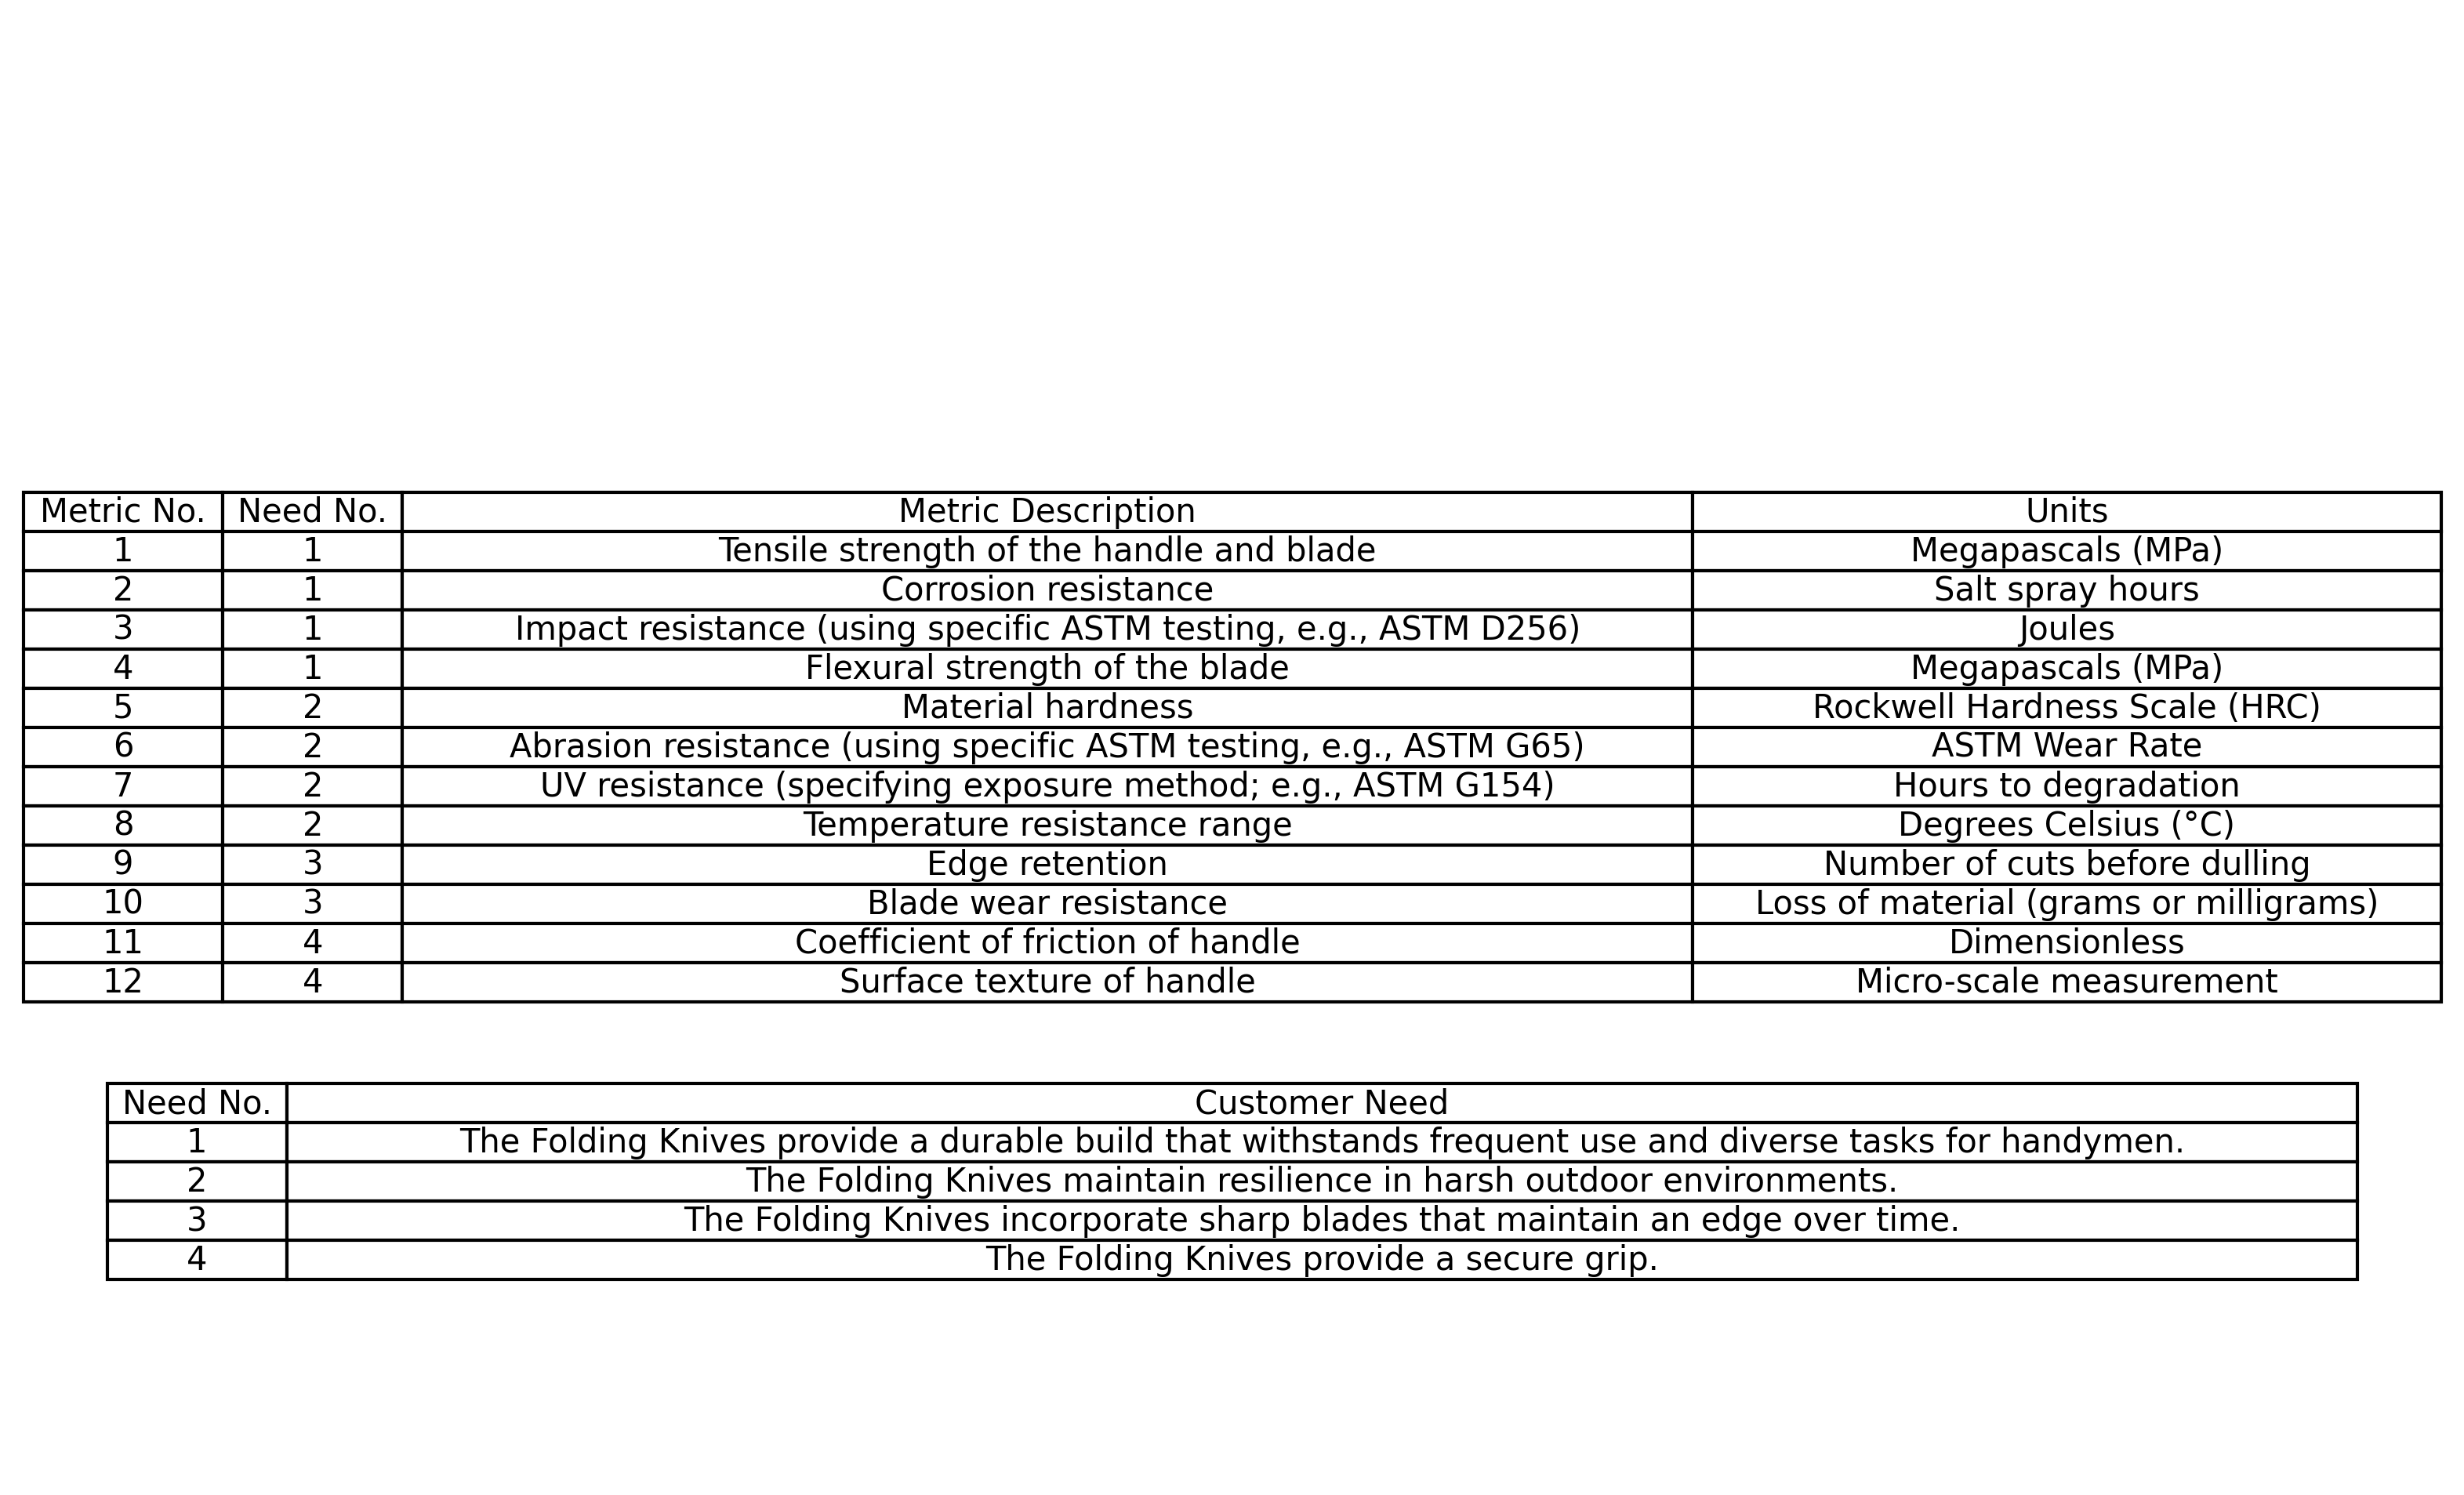 Metric No. Need No. Metric Description Units
1 1 Tensile strength of the handle and blade Megapascals (MPa)
2 1 Corrosion resistance Salt spray hours
3 1 Impact resistance (using specific ASTM testing, e.g., ASTM D256) Joules
4 1 Flexural strength of the blade Megapascals (MPa)
5 2 Material hardness Rockwell Hardness Scale (HRC)
6 2 Abrasion resistance (using specific ASTM testing, e.g., ASTM G65) ASTM Wear Rate
7 2 UV resistance (specifying exposure method; e.g., ASTM G154) Hours to degradation
8 2 Temperature resistance range Degrees Celsius (°C)
9 3 Edge retention Number of cuts before dulling
10 3 Blade wear resistance Loss of material (grams or milligrams)
11 4 Coefficient of friction of handle Dimensionless
12 4 Surface texture of handle Micro-scale measurement
Need No. Customer Need
1 The Folding Knives provide a durable build that withstands frequent use and diverse tasks for handymen.
2 The Folding Knives maintain resilience in harsh outdoor environments.
3 The Folding Knives incorporate sharp blades that maintain an edge over time.
4 The Folding Knives provide a secure grip.